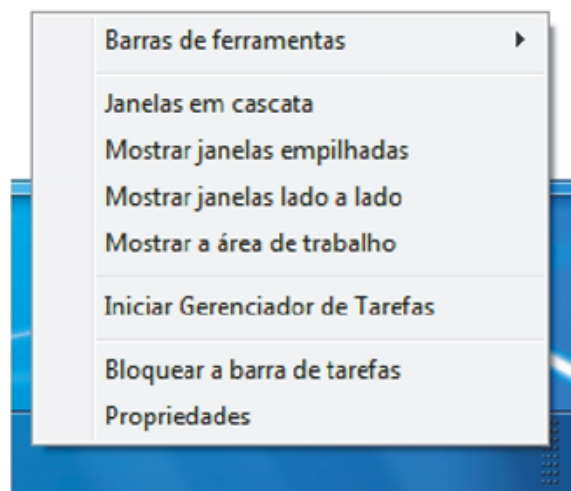 Barras de ferramentas
Janelas em cascata
Mostrar janelas empilhadas
Mostrar janelas lado a lado
Mostrar a área de trabalho
Iniciar Gerenciador de Tarefas
Bloquear a barra de tarefas
Propriedades